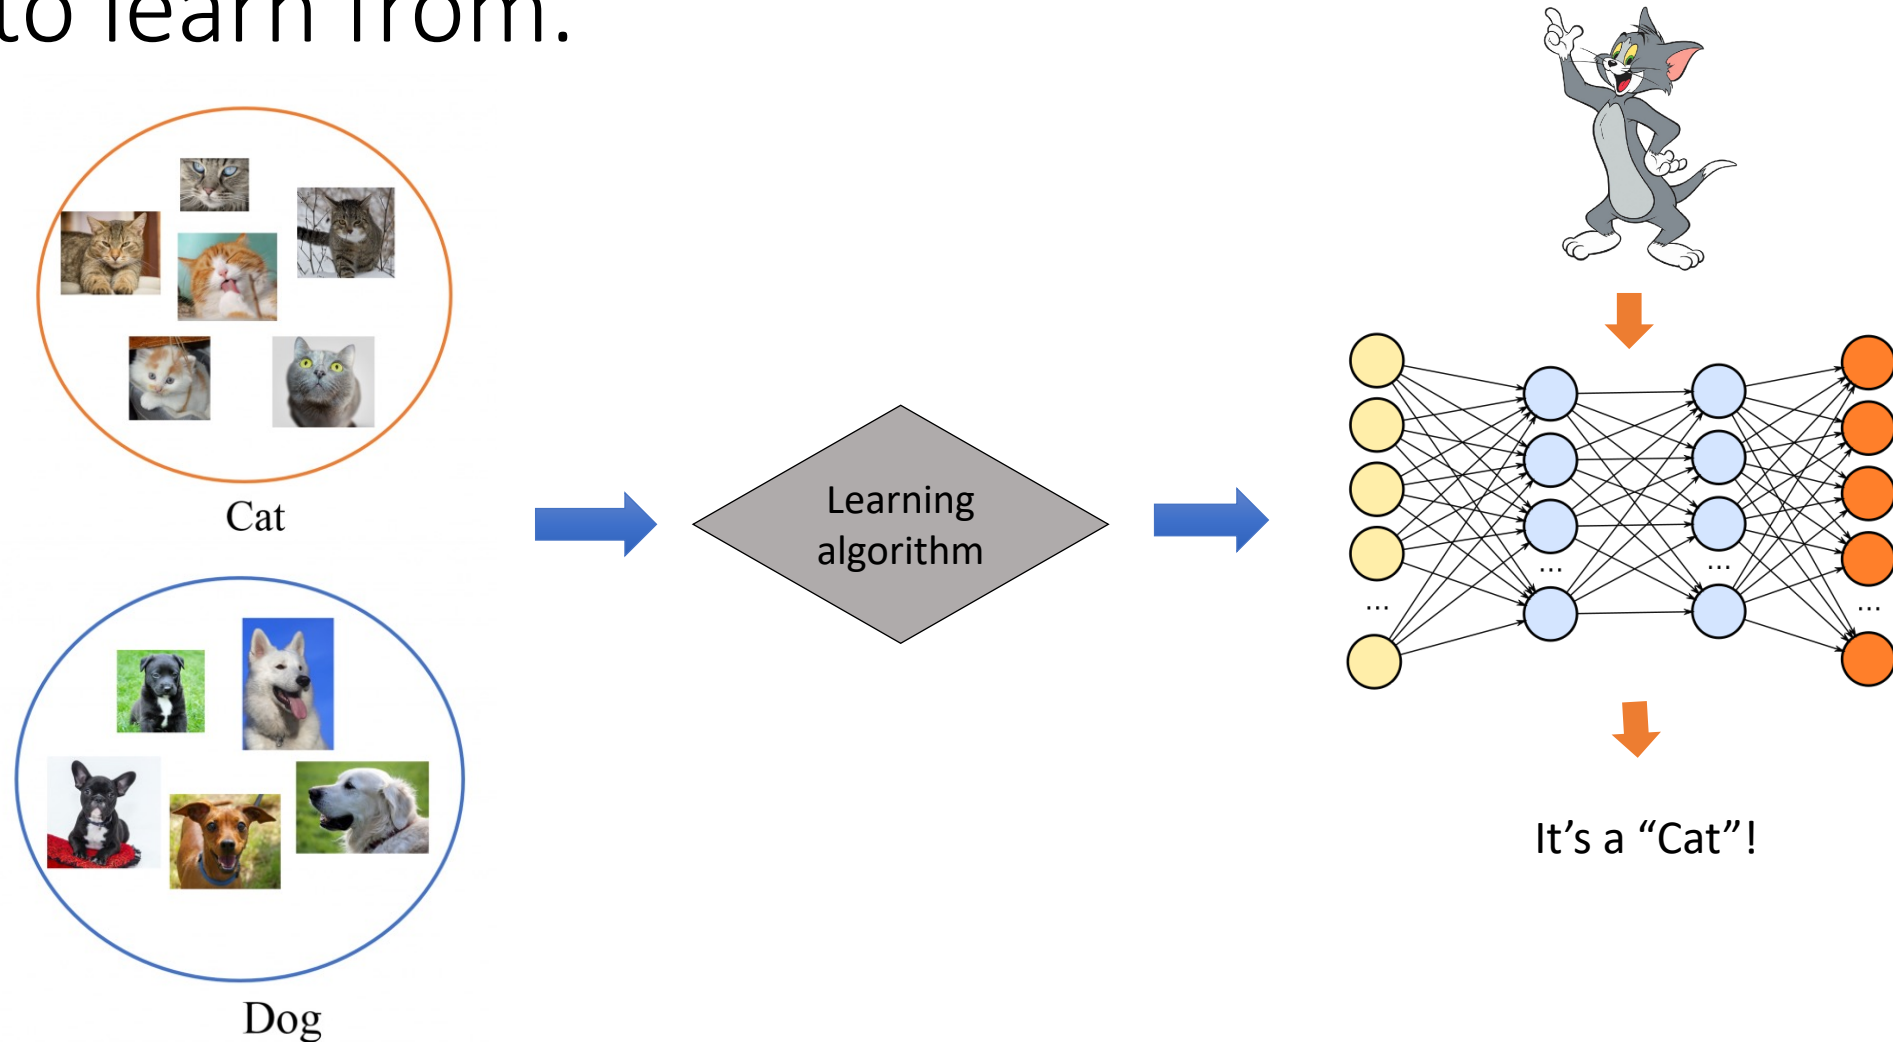 to learn from.
Cat
Dog
Learning
algorithm
...
...
...
...
It's a “Cat”!